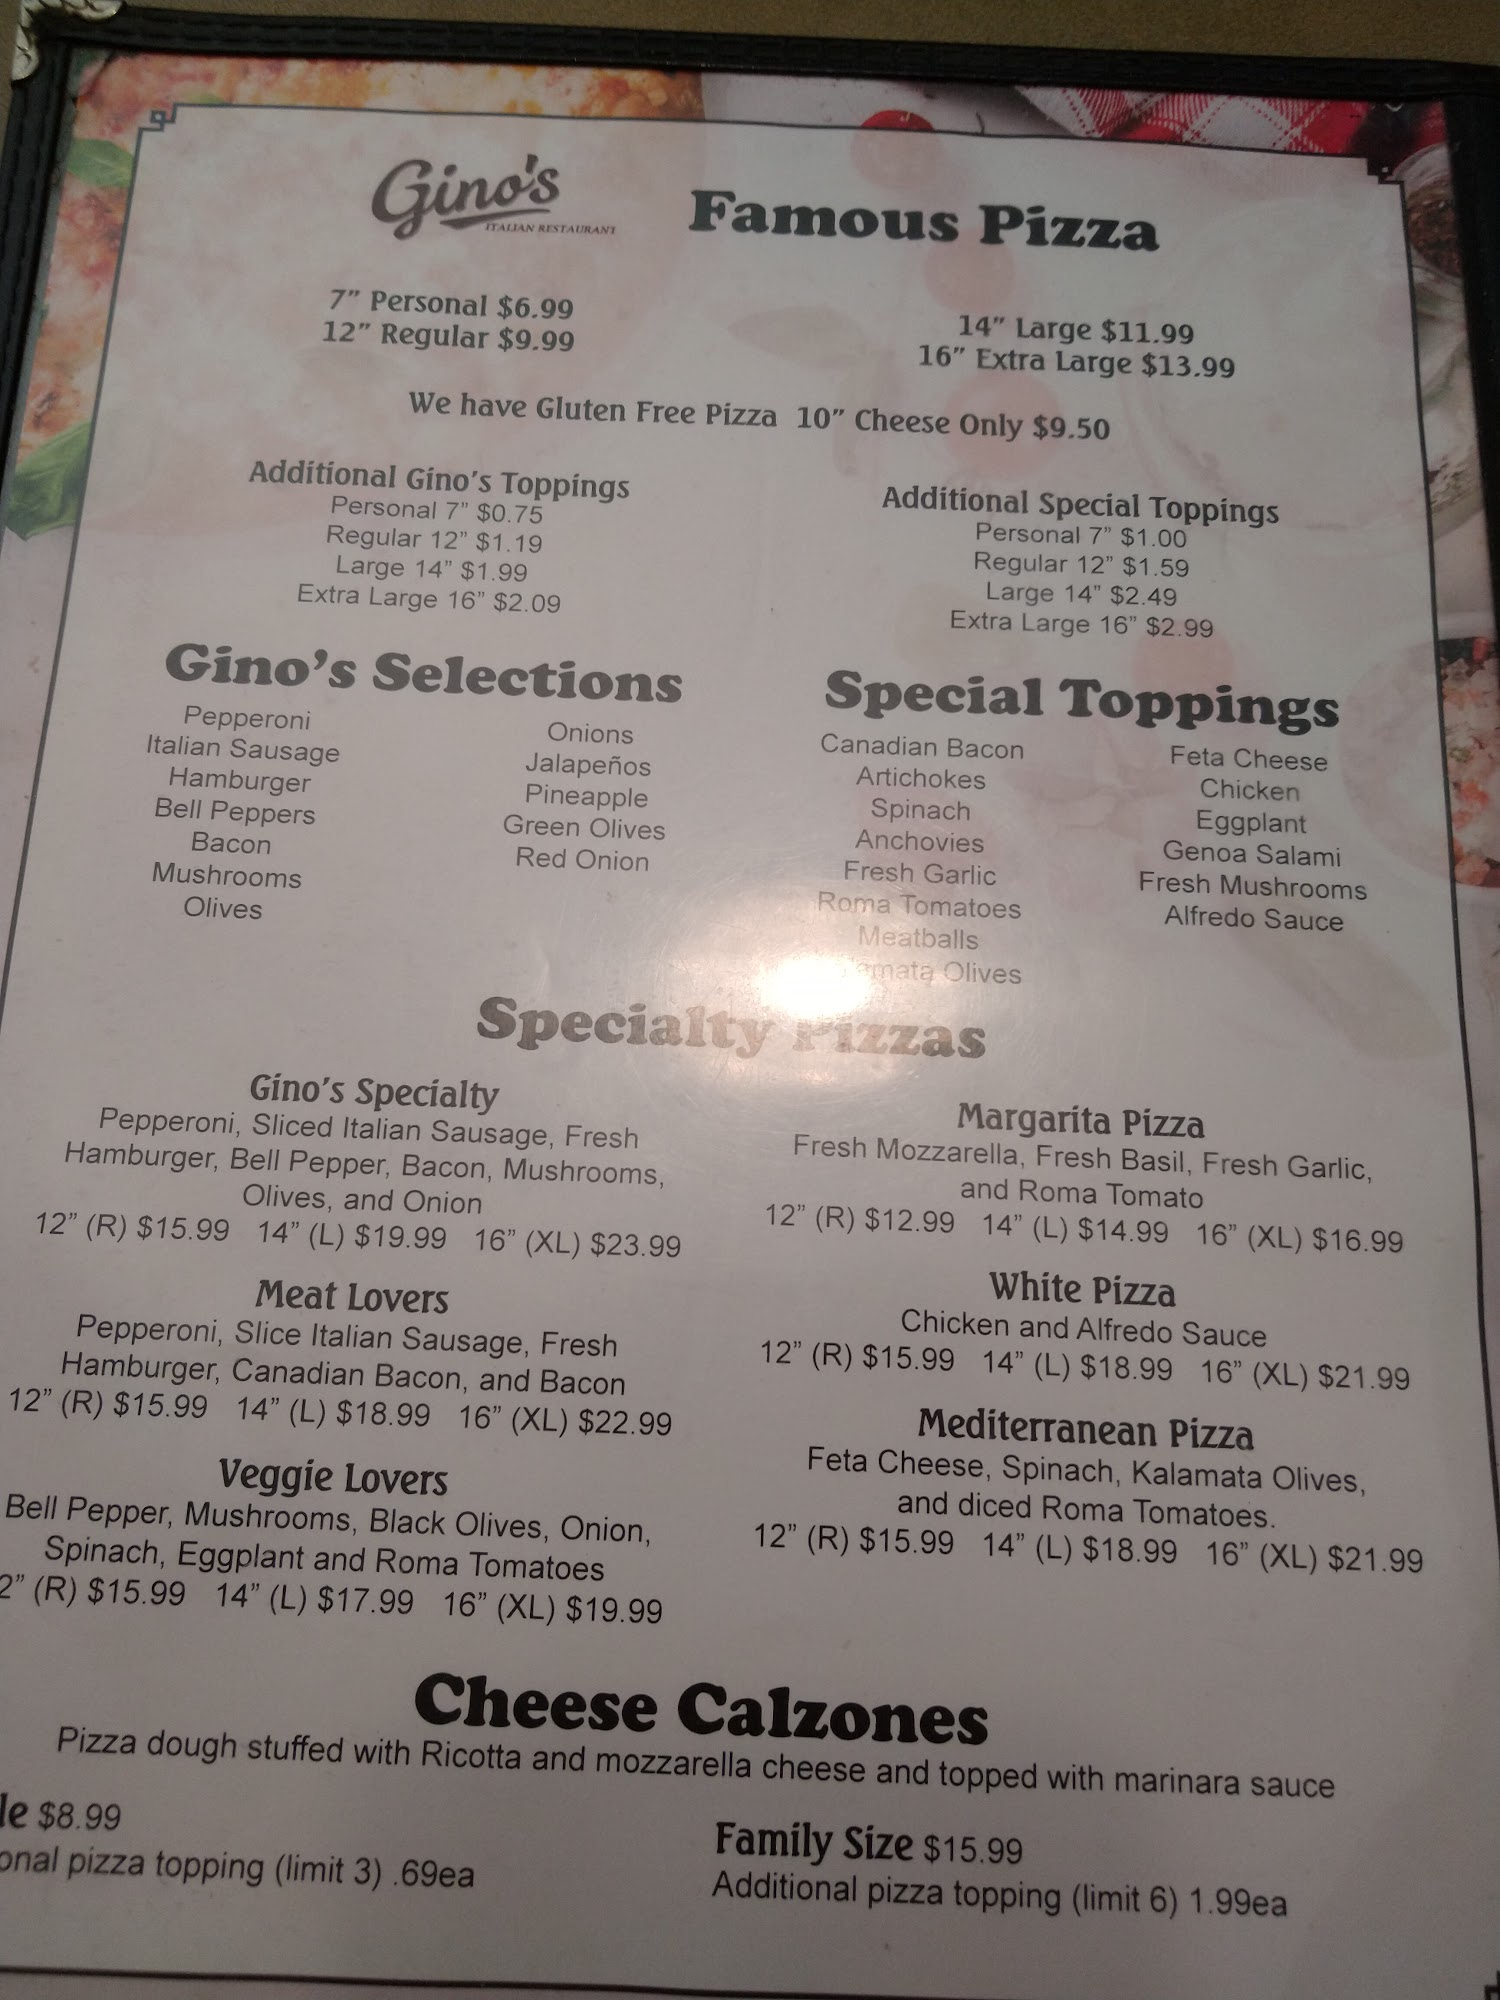 Gino's
ITALIAN RESTAURANT
Famous Pizza
7" Personal $6.99
12" Regular $9.99
14" Large $11.99
16" Extra Large $13.99
We have Gluten Free Pizza 10" Cheese Only $9.50
Additional Gino's Toppings
Personal 7" $0.75
Regular 12" $1.19
Large 14" $1.99
Extra Large 16" $2.09
Additional Special Toppings
Personal 7" $1.00
Regular 12" $1.59
Large 14" $2.49
Extra Large 16" $2.99
Gino's Selections
Pepperoni
Italian Sausage
Hamburger
Bell Peppers
Bacon
Mushrooms
Olives
Onions
Jalapeños
Pineapple
Green Olives
Red Onion
Special Toppings
Canadian Bacon
Artichokes
Spinach
Anchovies
Fresh Garlic
Roma Tomatoes
Meatballs
Olives
Feta Cheese
Chicken
Eggplant
Genoa Salami
Fresh Mushrooms
Alfredo Sauce
Specialty Pizzas
Gino's Specialty
Pepperoni, Sliced Italian Sausage, Fresh
Hamburger, Bell Pepper, Bacon, Mushrooms,
Olives, and Onion
12" (R) $15.99 14" (L) $19.99 16" (XL) $23.99
Meat Lovers
Pepperoni, Slice Italian Sausage, Fresh
Hamburger, Canadian Bacon, and Bacon
12" (R) $15.99 14" (L) $18.99 16" (XL) $22.99
Veggie Lovers
Bell Pepper, Mushrooms, Black Olives, Onion,
Spinach, Eggplant and Roma Tomatoes
2" (R) $15.99 14" (L) $17.99 16" (XL) $19.99
Margarita Pizza
Fresh Mozzarella, Fresh Basil, Fresh Garlic,
and Roma Tomato
12" (R) $12.99 14" (L) $14.99 16" (XL) $16.99
White Pizza
Chicken and Alfredo Sauce
12" (R) $15.99 14" (L) $18.99 16" (XL) $21.99
Mediterranean Pizza
Feta Cheese, Spinach, Kalamata Olives,
and diced Roma Tomatoes.
12" (R) $15.99 14" (L) $18.99 16" (XL) $21.99
Cheese Calzones
Pizza dough stuffed with Ricotta and mozzarella cheese and topped with marinara sauce
le $8.99
onal pizza topping (limit 3) .69ea
Family Size $15.99
Additional pizza topping (limit 6) 1.99ea